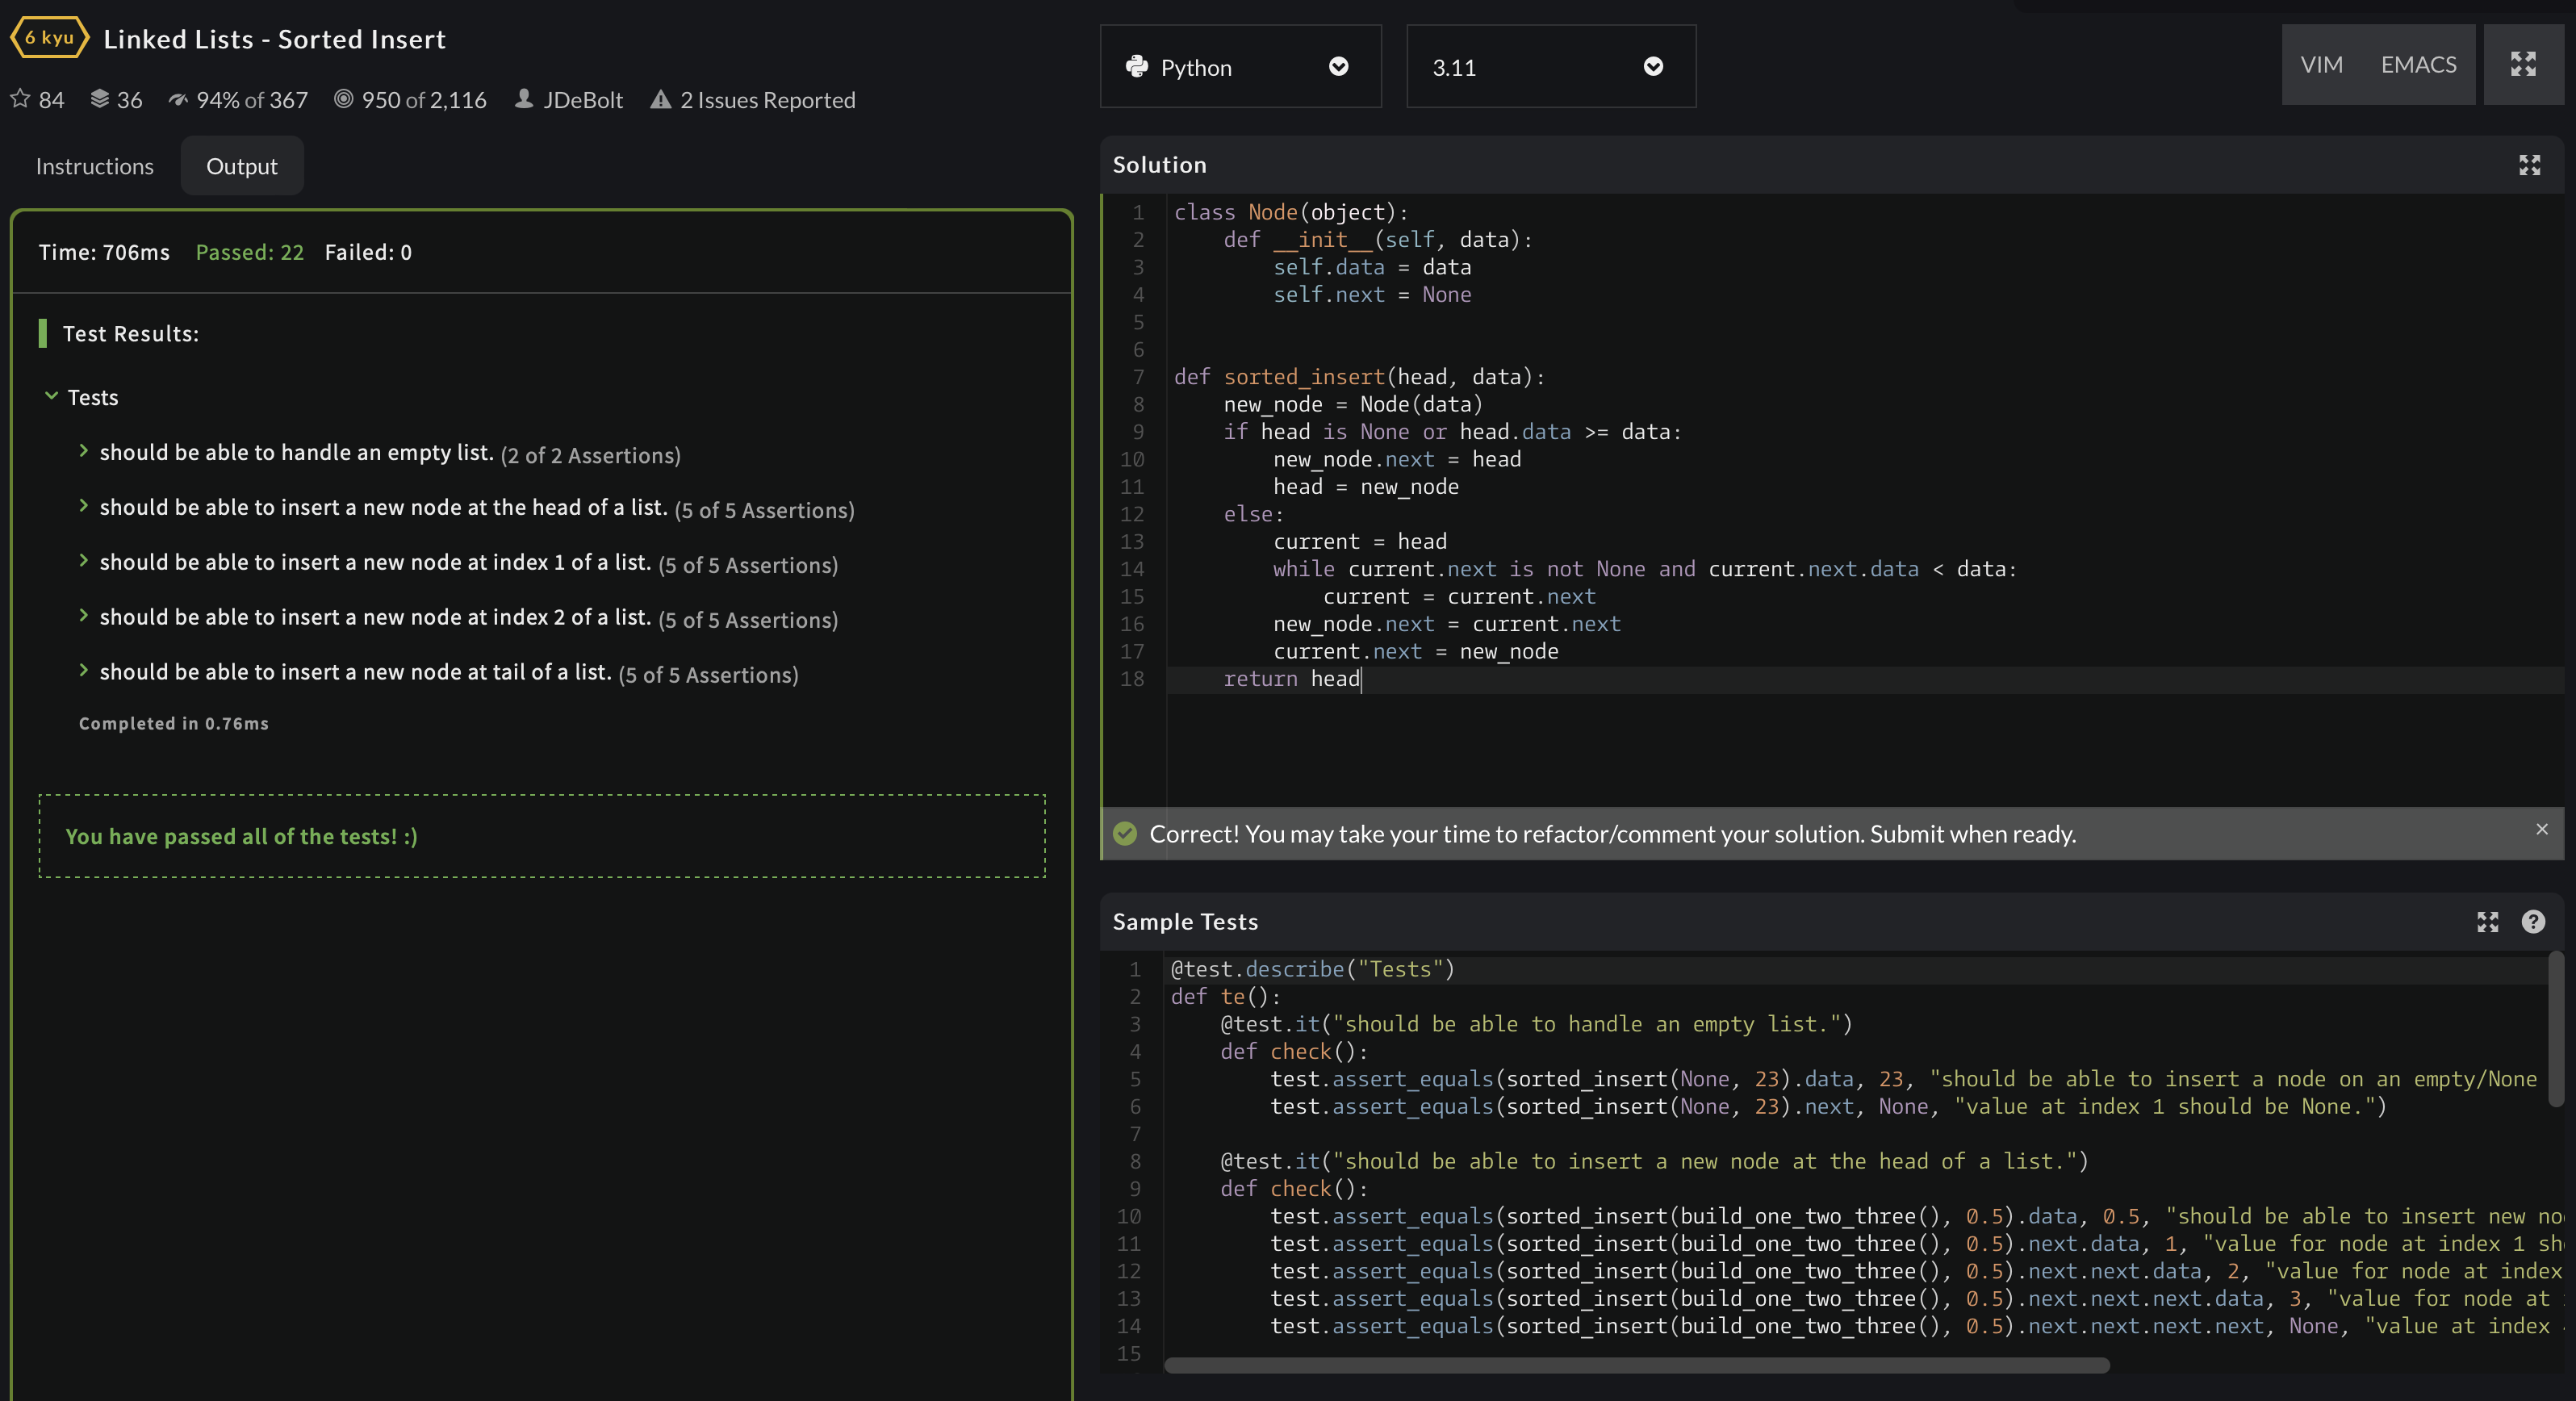 6 kyu Linked Lists - Sorted Insert
84 36 94% of 367 950 of 2,116 JDeBolt 2 Issues Reported
Instructions Output
Time: 706ms Passed: 22 Failed: 0
Test Results:
Tests
should be able to handle an empty list. (2 of 2 Assertions)
should be able to insert a new node at the head of a list. (5 of 5 Assertions)
should be able to insert a new node at index 1 of a list. (5 of 5 Assertions)
should be able to insert a new node at index 2 of a list. (5 of 5 Assertions)
should be able to insert a new node at tail of a list. (5 of 5 Assertions)
Completed in 0.76ms
You have passed all of the tests! :)
Python 3.11 VIM EMACS
Solution
1 class Node(object):
2     def __init__(self, data):
3         self.data = data
4         self.next = None
5
6
7 def sorted_insert(head, data):
8     new_node = Node(data)
9     if head is None or head.data >= data:
10         new_node.next = head
11         head = new_node
12     else:
13         current = head
14         while current.next is not None and current.next.data < data:
15             current = current.next
16         new_node.next = current.next
17         current.next = new_node
18     return head
Correct! You may take your time to refactor/comment your solution. Submit when ready.
Sample Tests
1 @test.describe("Tests")
2 def te():
3     @test.it("should be able to handle an empty list.")
4     def check():
5         test.assert_equals(sorted_insert(None, 23).data, 23, "should be able to insert a node on an empty/None
6         test.assert_equals(sorted_insert(None, 23).next, None, "value at index 1 should be None.")
7
8     @test.it("should be able to insert a new node at the head of a list.")
9     def check():
10         test.assert_equals(sorted_insert(build_one_two_three(), 0.5).data, 0.5, "should be able to insert new no
11         test.assert_equals(sorted_insert(build_one_two_three(), 0.5).next.data, 1, "value for node at index 1 sh
12         test.assert_equals(sorted_insert(build_one_two_three(), 0.5).next.next.data, 2, "value for node at index
13         test.assert_equals(sorted_insert(build_one_two_three(), 0.5).next.next.next.data, 3, "value for node at
14         test.assert_equals(sorted_insert(build_one_two_three(), 0.5).next.next.next.next, None, "value at index
15